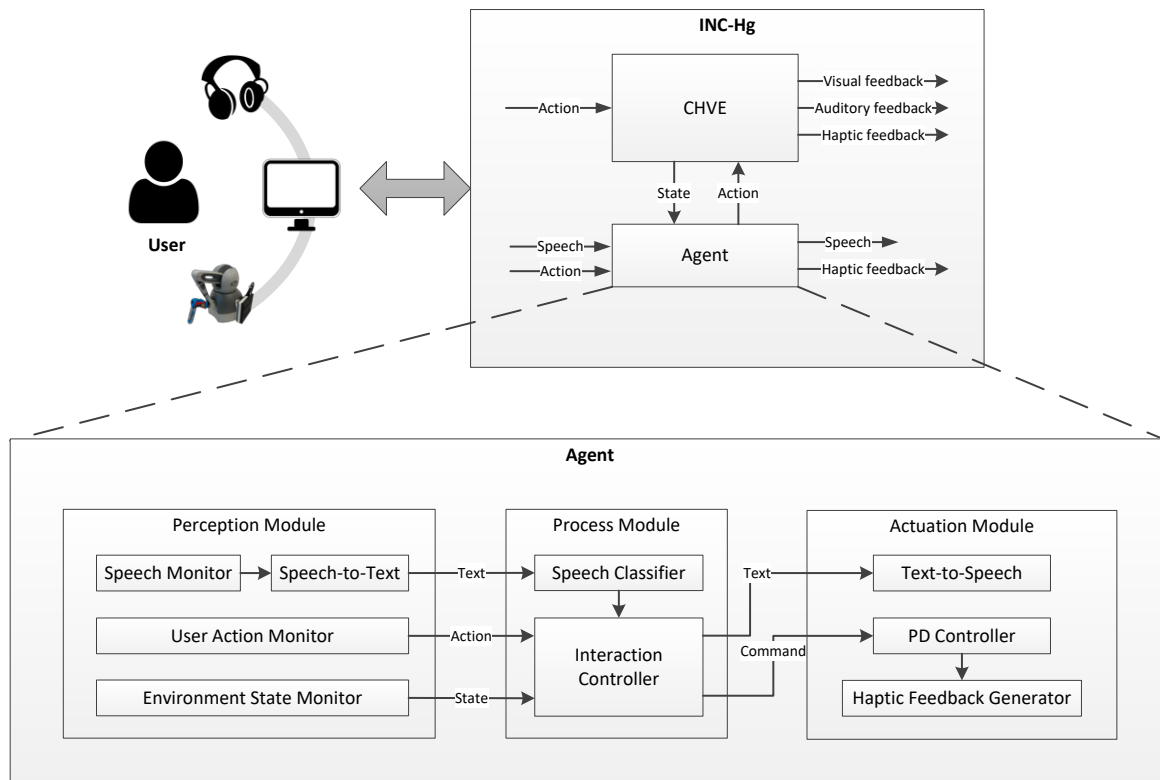 INC-Hg
CHVE
Action
Visual feedback
Auditory feedback
Haptic feedback
State
Action
User
Speech
Action
Agent
Speech
Haptic feedback
Agent
Perception Module
Process Module
Actuation Module
Speech Monitor
Speech-to-Text
Text
Speech Classifier
Text
Text-to-Speech
User Action Monitor
Action
Interaction
Controller
Command
PD Controller
Environment State Monitor
State
Haptic Feedback Generator